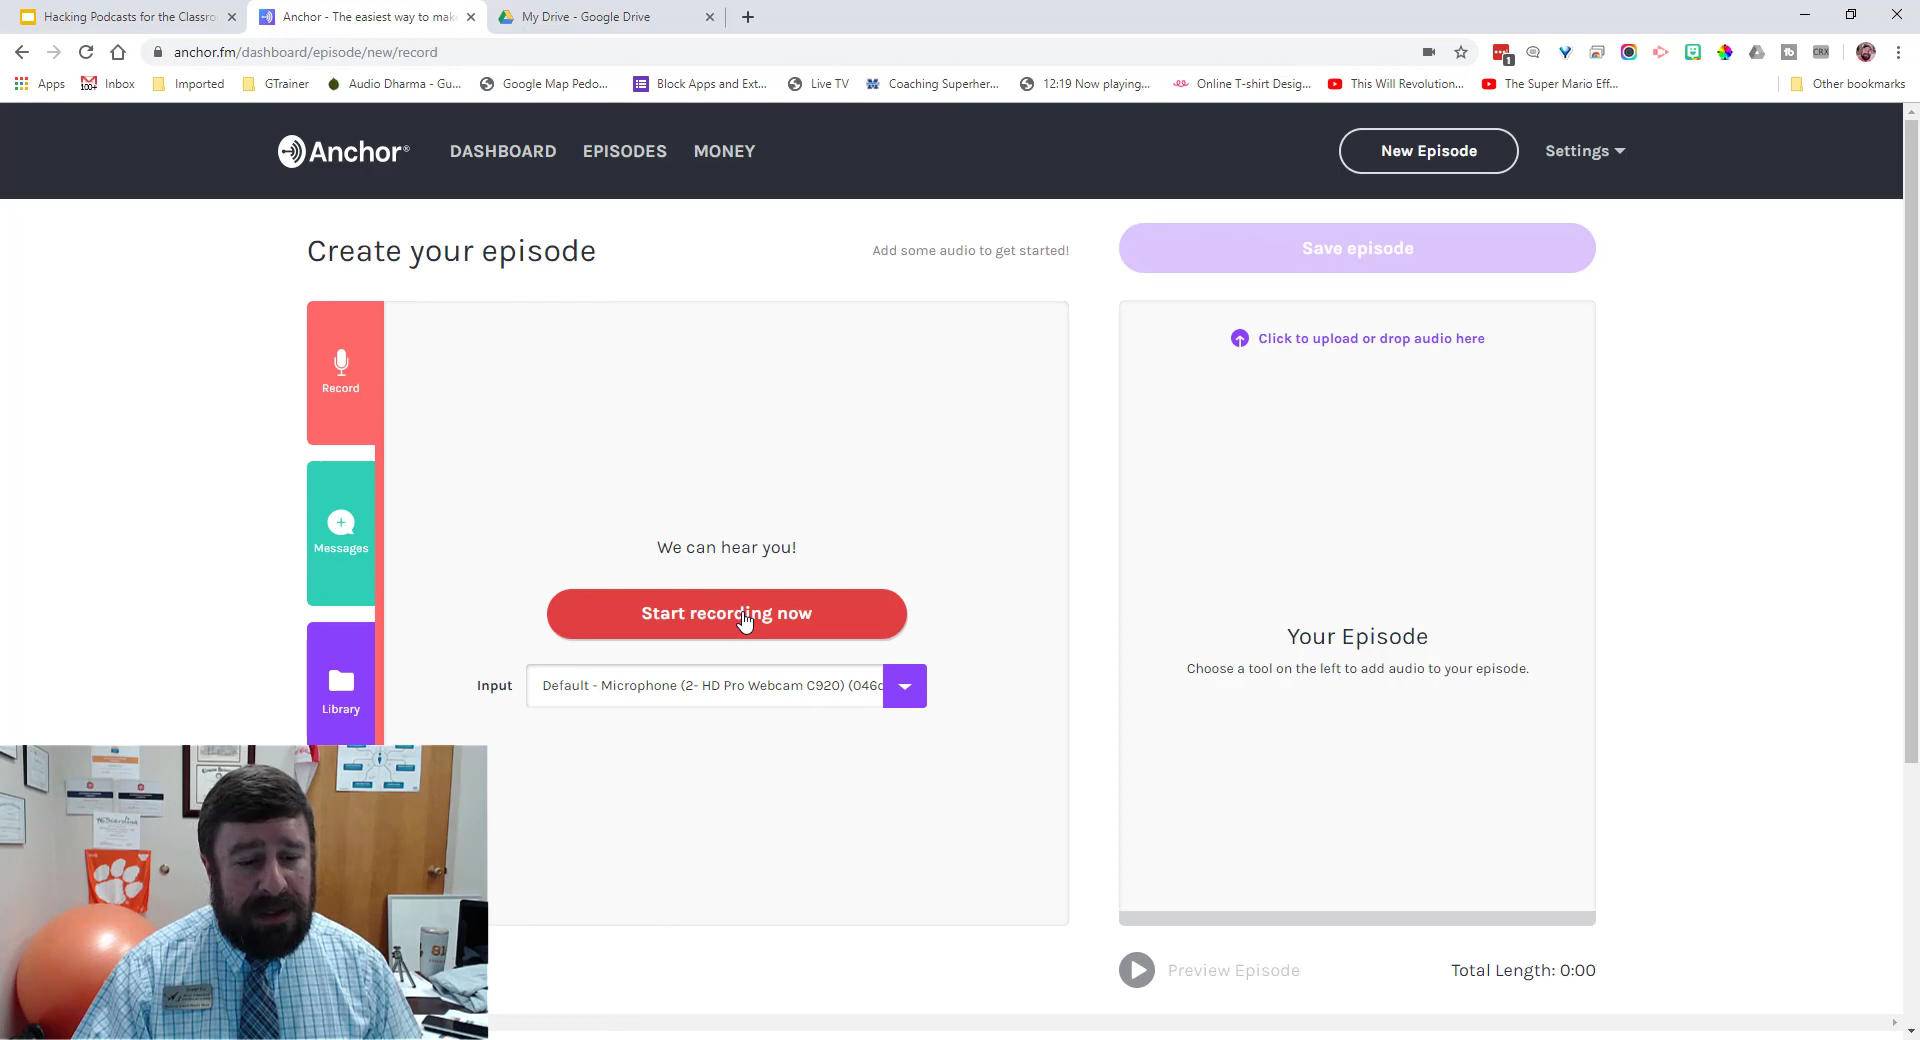 Hacking Podcasts for the Classro
Anchor - The easiest way to mak
My Drive - Google Drive
anchor.fm/dashboard/episode/new/record
1
CRX
Apps
100+
Inbox
Imported
GTrainer
Audio Dharma - Gu...
Google Map Pedo...
Block Apps and Ext...
Live TV
Coaching Superher...
12:19 Now playing...
Online T-shirt Desig...
This Will Revolution...
The Super Mario Eff...
Other bookmarks
Anchor®
DASHBOARD
EPISODES
MONEY
New Episode
Settings
Create your episode
Add some audio to get started!
Save episode
Record
Click to upload or drop audio here
Messages
We can hear you!
Start recording now
Your Episode
Choose a tool on the left to add audio to your episode.
Input
Default - Microphone (2- HD Pro Webcam C920) (046d
Library
Preview Episode
Total Length: 0:00